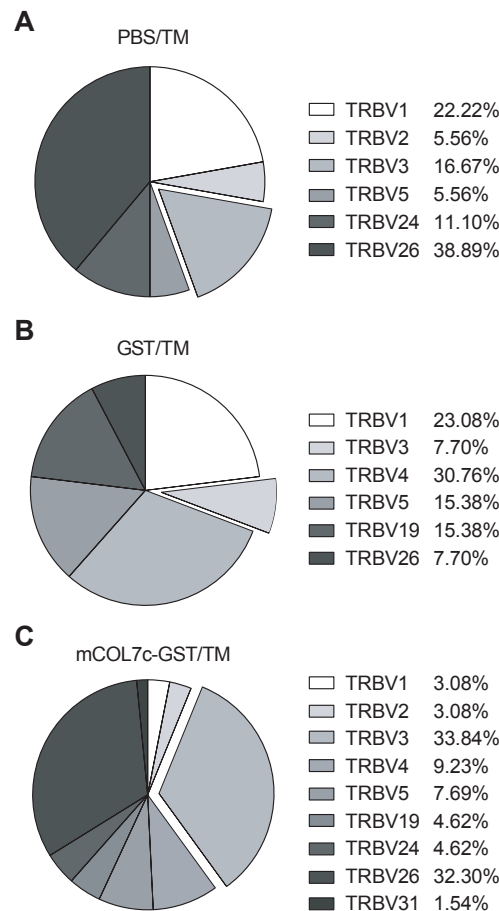 A
PBS/TM
TRBV1 22.22%
TRBV2 5.56%
TRBV3 16.67%
TRBV5 5.56%
TRBV24 11.10%
TRBV26 38.89%
B
GST/TM
TRBV1 23.08%
TRBV3 7.70%
TRBV4 30.76%
TRBV5 15.38%
TRBV19 15.38%
TRBV26 7.70%
C
mCOL7c-GST/TM
TRBV1 3.08%
TRBV2 3.08%
TRBV3 33.84%
TRBV4 9.23%
TRBV5 7.69%
TRBV19 4.62%
TRBV24 4.62%
TRBV26 32.30%
TRBV31 1.54%